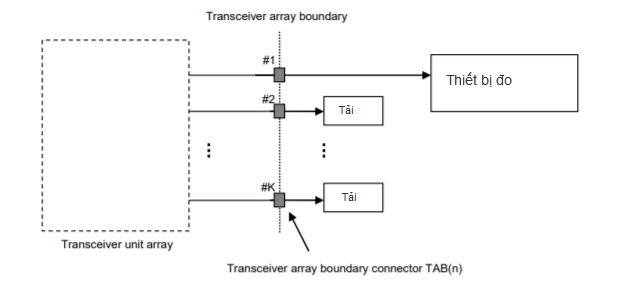 Transceiver array boundary
#1
Thiết bị đo
#2
Tải
#K
Tải
Transceiver unit array
Transceiver array boundary connector TAB(n)